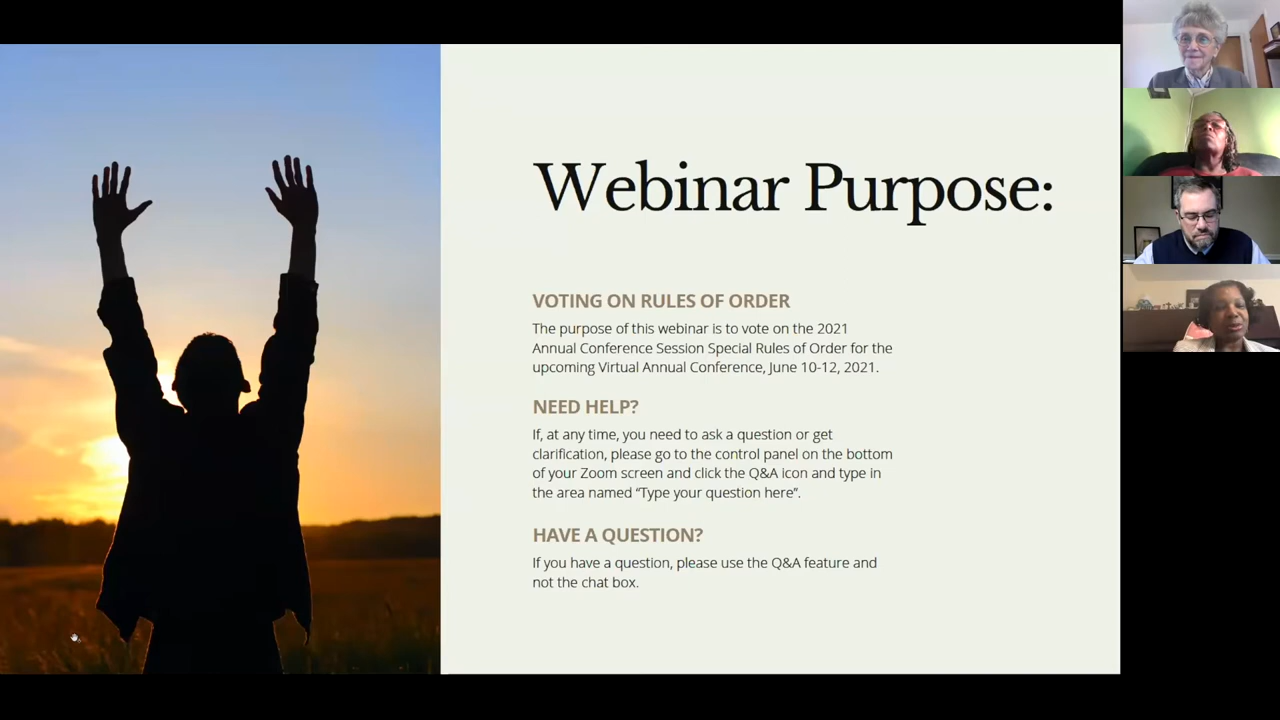 Webinar Purpose:
VOTING ON RULES OF ORDER
The purpose of this webinar is to vote on the 2021
Annual Conference Session Special Rules of Order for the
upcoming Virtual Annual Conference, June 10-12, 2021.
NEED HELP?
If, at any time, you need to ask a question or get
clarification, please go to the control panel on the bottom
of your Zoom screen and click the Q&A icon and type in
the area named “Type your question here”.
HAVE A QUESTION?
If you have a question, please use the Q&A feature and
not the chat box.